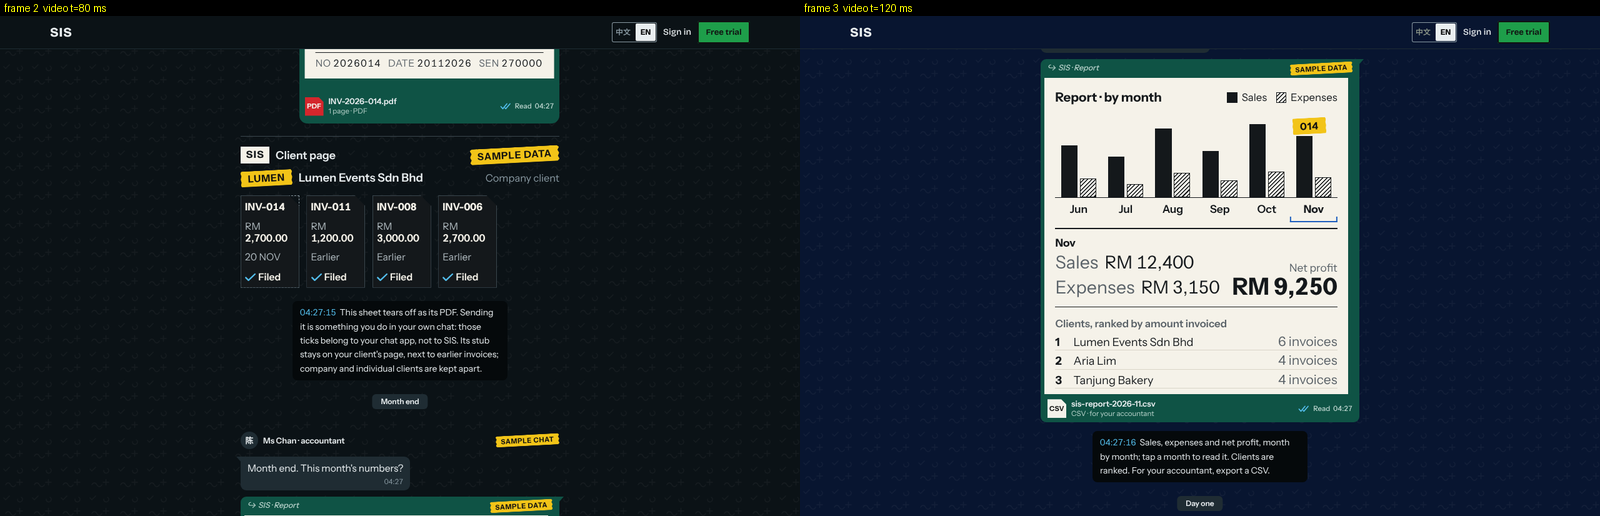 frame 2 video t=80 ms
SIS
中文 EN Sign in Free trial
NO 2026014 DATE 20112026 SEN 270000
PDF INV-2026-014.pdf
1 page · PDF
Read 04:27
SIS Client page SAMPLE DATA
LUMEN Lumen Events Sdn Bhd Company client
INV-014 INV-011 INV-008 INV-006
RM RM RM RM
2,700.00 1,200.00 3,000.00 2,700.00
20 NOV Earlier Earlier Earlier
Filed Filed Filed Filed
04:27:15 This sheet tears off as its PDF. Sending
it is something you do in your own chat: those
ticks belong to your chat app, not to SIS. Its stub
stays on your client's page, next to earlier invoices;
company and individual clients are kept apart.
Month end
陈 Ms Chan · accountant SAMPLE CHAT
Month end. This month's numbers?
04:27
SIS · Report SAMPLE DATA
frame 3 video t=120 ms
SIS
中文 EN Sign in Free trial
SIS · Report SAMPLE DATA
Report · by month Sales Expenses
014
Jun Jul Aug Sep Oct Nov
Nov
Sales RM 12,400
Net profit
Expenses RM 3,150 RM 9,250
Clients, ranked by amount invoiced
1 Lumen Events Sdn Bhd 6 invoices
2 Aria Lim 4 invoices
3 Tanjung Bakery 4 invoices
CSV sis-report-2026-11.csv
CSV · for your accountant
Read 04:27
04:27:16 Sales, expenses and net profit, month
by month; tap a month to read it. Clients are
ranked. For your accountant, export a CSV.
Day one